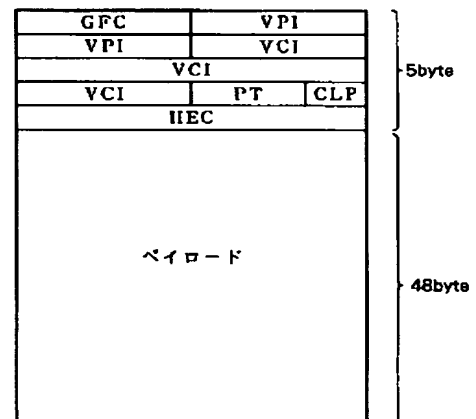 GFC VPI
VPI VCI
VCI
VCI PT CLP
HEC
5byte
ペイロード
48byte